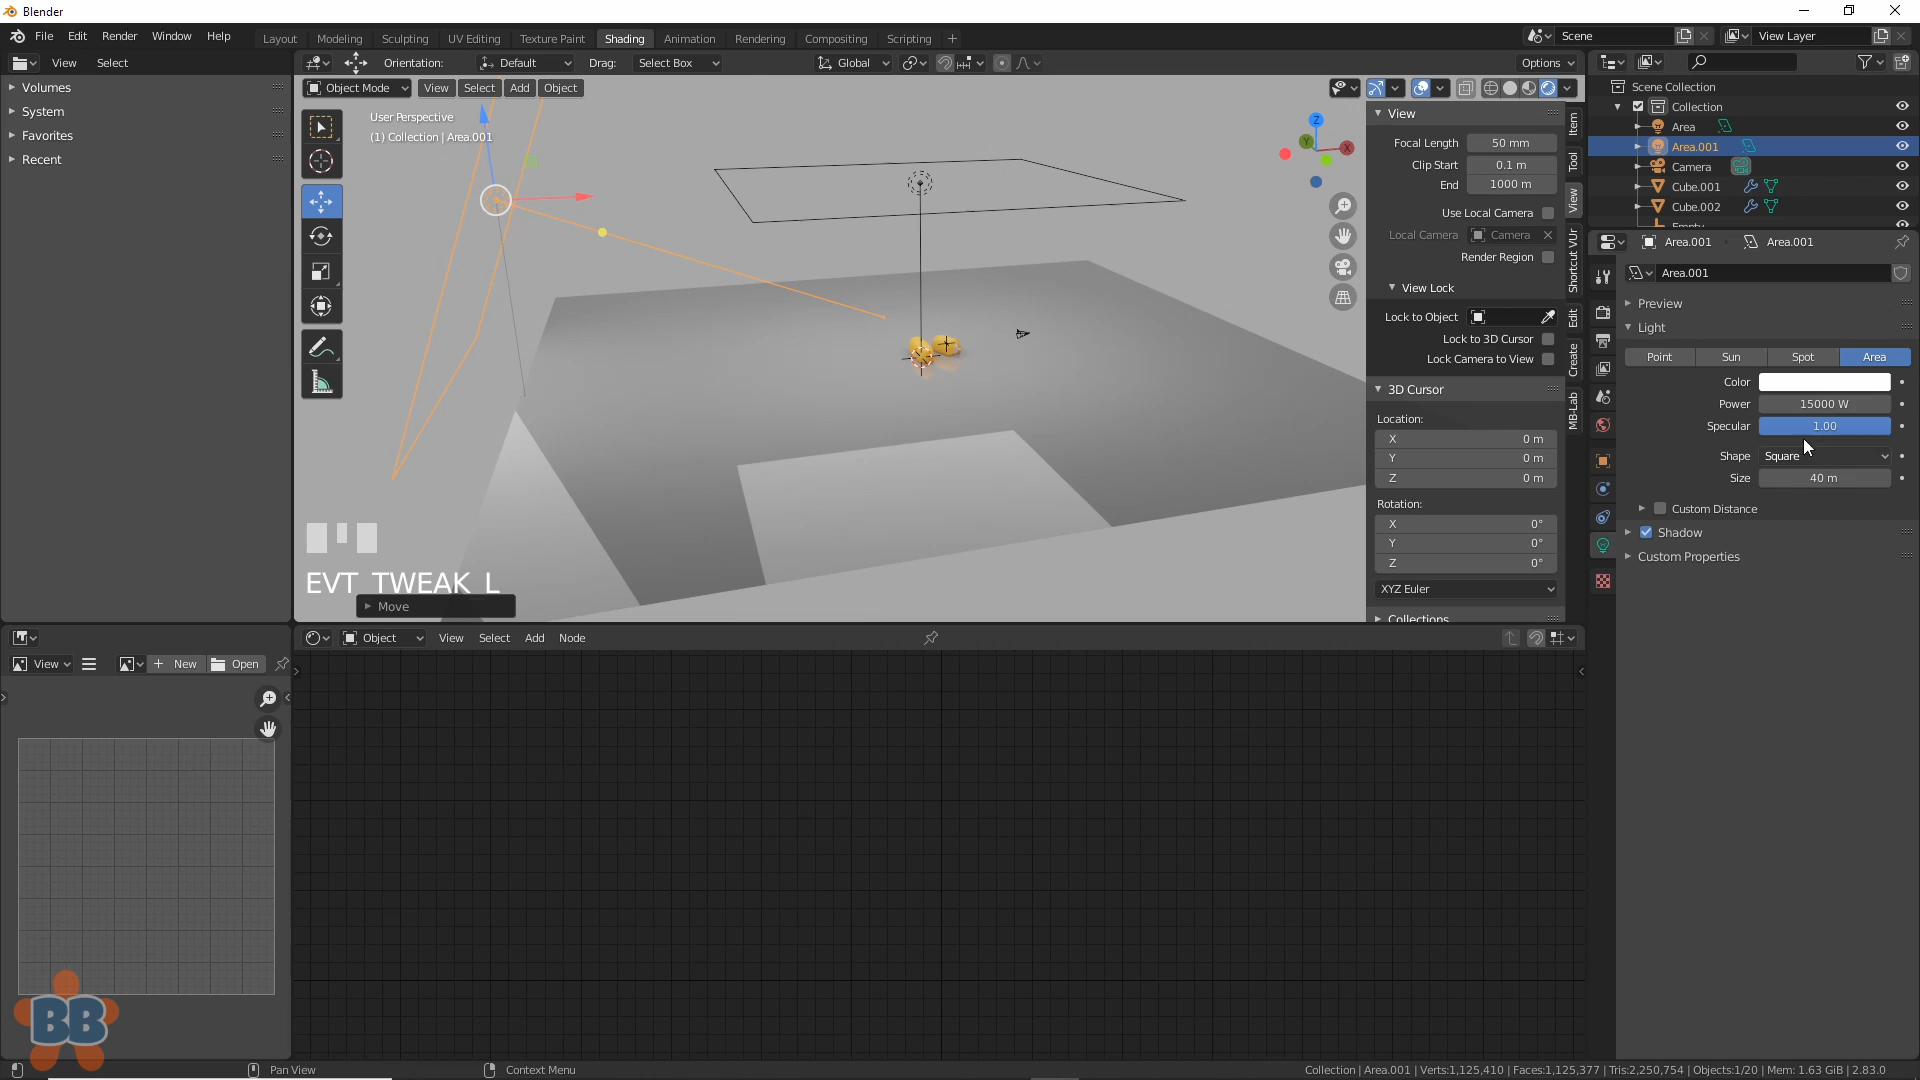 Blender
File Edit Render Window Help
Layout Modeling Sculpting UV Editing Texture Paint Shading Animation Rendering Compositing Scripting
Scene
View Layer
View Select
Orientation: Default Drag: Select Box Global Options
Volumes
System
Favorites
Recent
Object Mode View Select Add Object
User Perspective
(1) Collection | Area.001
Z
Y
X
EVT TWEAK L
Move
View
Focal Length 50 mm
Clip Start 0.1 m
End 1000 m
Use Local Camera
Local Camera Camera
Render Region
View Lock
Lock to Object
Lock to 3D Cursor
Lock Camera to View
3D Cursor
Location:
X 0 m
Y 0 m
Z 0 m
Rotation:
X 0°
Y 0°
Z 0°
XYZ Euler
Collections
Item
Tool
View
Shortcut VUr
Edit
Create
MB-Lab
Scene Collection
Collection
Area
Area.001
Camera
Cube.001
Cube.002
Empty
Area.001 Area.001
Area.001
Preview
Light
Point Sun Spot Area
Color
Power 15000 W
Specular 1.00
Shape Square
Size 40 m
Custom Distance
Shadow
Custom Properties
View New Open
Object View Select Add Node
BB
Pan View
Context Menu
Collection | Area.001 | Verts:1,125,410 | Faces:1,125,377 | Tris:2,250,754 | Objects:1/20 | Mem: 1.63 GiB | 2.83.0